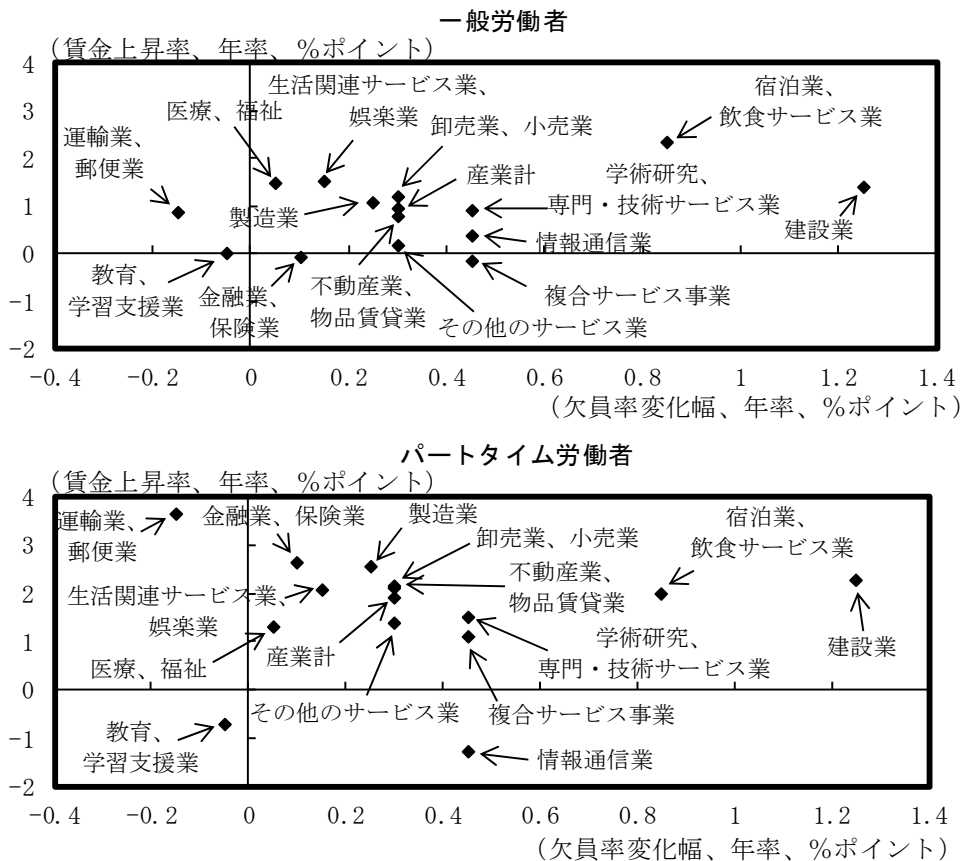 一般労働者
（賃金上昇率、年率、%ポイント）
4
3
2
1
0
-1
-2
生活関連サービス業、
娯楽業
医療、福祉
運輸業、
郵便業
卸売業、小売業
宿泊業、
飲食サービス業
産業計
学術研究、
専門・技術サービス業
製造業
建設業
情報通信業
教育、
学習支援業
金融業、
保険業
不動産業、
物品賃貸業
複合サービス事業
その他のサービス業
-0.4 -0.2 0 0.2 0.4 0.6 0.8 1 1.2 1.4
（欠員率変化幅、年率、%ポイント）
パートタイム労働者
（賃金上昇率、年率、%ポイント）
4
3
2
1
0
-1
-2
運輸業、
郵便業
金融業、保険業
製造業
宿泊業、
飲食サービス業
卸売業、小売業
不動産業、
物品賃貸業
生活関連サービス業、
娯楽業
学術研究、
専門・技術サービス業
建設業
医療、福祉
産業計
その他のサービス業
複合サービス事業
教育、
学習支援業
情報通信業
-0.4 -0.2 0 0.2 0.4 0.6 0.8 1 1.2 1.4
（欠員率変化幅、年率、%ポイント）